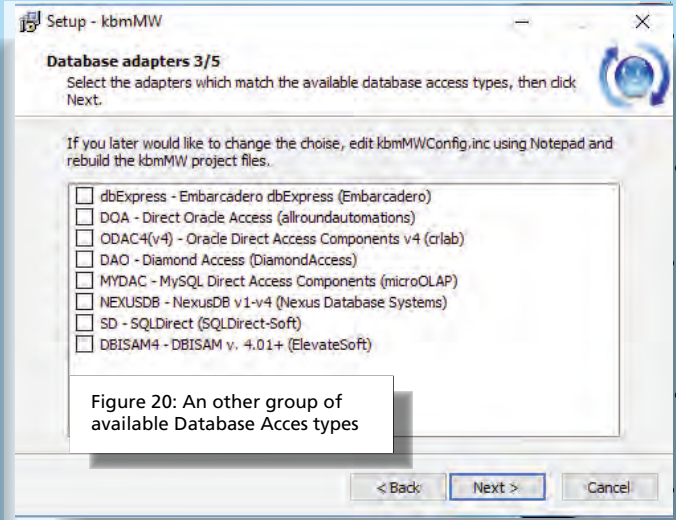 Setup - kbmMW
Database adapters 3/5
Select the adapters which match the available database access types, then click
Next.
If you later would like to change the choise, edit kbmMWConfig.inc using Notepad and
rebuild the kbmMW project files.
dbExpress - Embarcadero dbExpress (Embarcadero)
DOA - Direct Oracle Access (allroundautomations)
ODAC4(v4) - Oracle Direct Access Components v4 (crlab)
DAO - Diamond Access (DiamondAccess)
MYDAC - MySQL Direct Access Components (microOLAP)
NEXUSDB - NexusDB v1-v4 (Nexus Database Systems)
SD - SQLDirect (SQLDirect-Soft)
DBISAM4 - DBISAM v. 4.01+ (ElevateSoft)
Figure 20: An other group of
available Database Acces types
< Back Next > Cancel